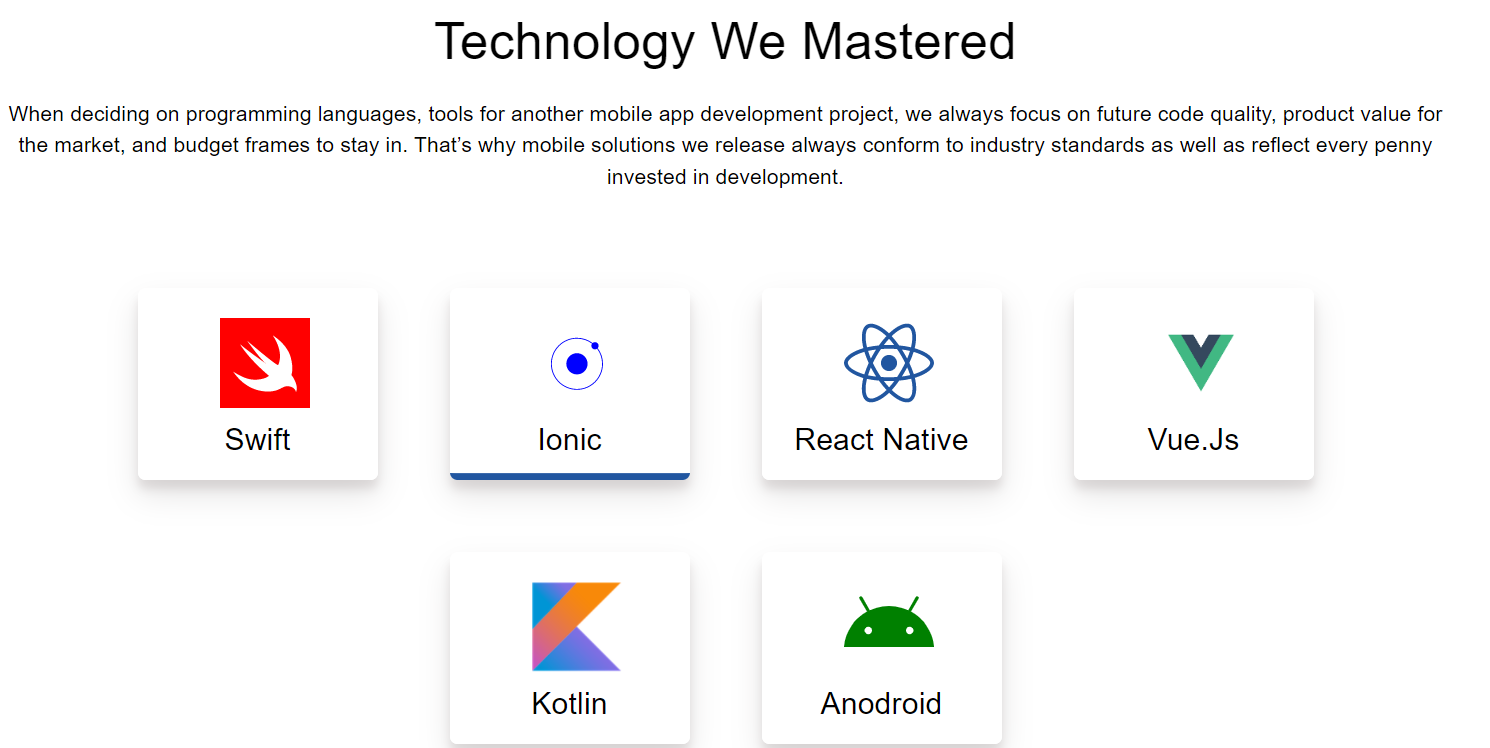 Technology We Mastered
When deciding on programming languages, tools for another mobile app development project, we always focus on future code quality, product value for
the market, and budget frames to stay in. That’s why mobile solutions we release always conform to industry standards as well as reflect every penny
invested in development.
Swift
Ionic
React Native
Vue.Js
Kotlin
Anodroid